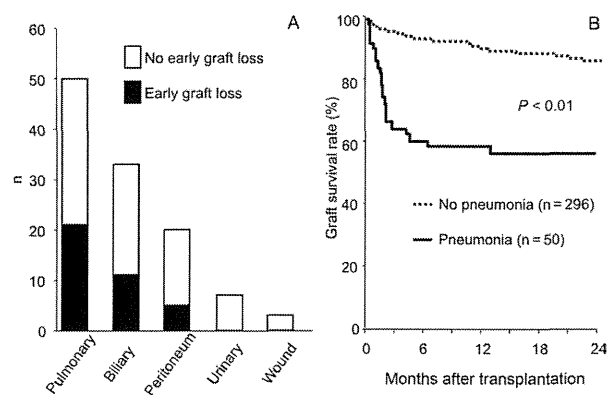 A
60
50
40
30
20
10
0
n
No early graft loss
Early graft loss
Pulmonary
Biliary
Peritoneum
Urinary
Wound
B
100
80
60
40
20
0
Graft survival rate (%)
P < 0.01
No pneumonia (n = 296)
Pneumonia (n = 50)
0 6 12 18 24
Months after transplantation